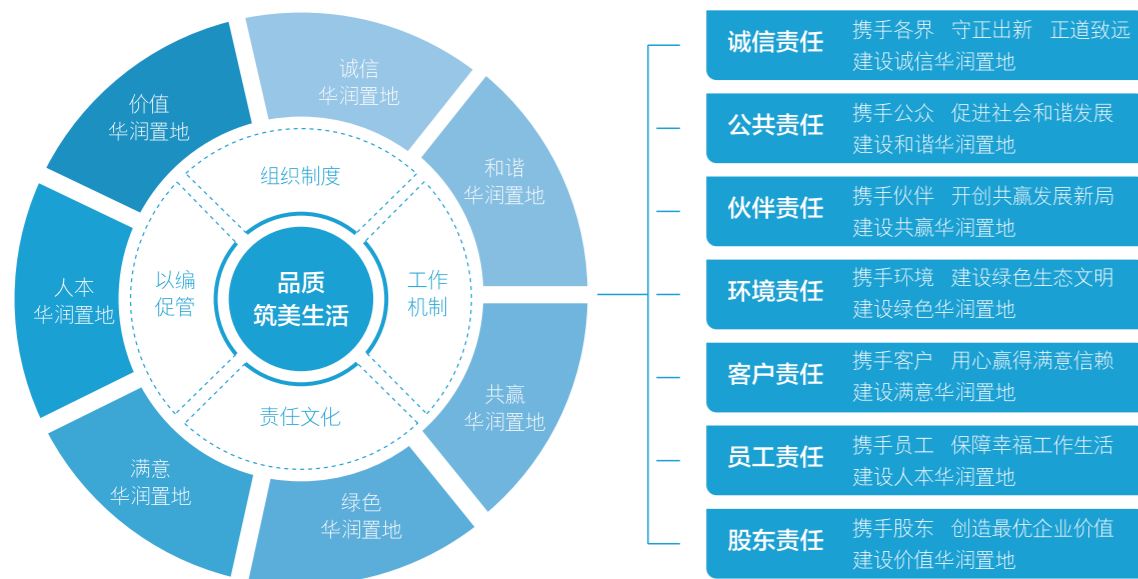 诚信
华润置地
和谐
华润置地
共赢
华润置地
绿色
华润置地
满意
华润置地
人本
华润置地
价值
华润置地
组织制度
工作
机制
责任文化
以编
促管
品质
筑美生活
诚信责任
携手各界 守正出新 正道致远
建设诚信华润置地
公共责任
携手公众 促进社会和谐发展
建设和谐华润置地
伙伴责任
携手伙伴 开创共赢发展新局
建设共赢华润置地
环境责任
携手环境 建设绿色生态文明
建设绿色华润置地
客户责任
携手客户 用心赢得满意信赖
建设满意华润置地
员工责任
携手员工 保障幸福工作生活
建设人本华润置地
股东责任
携手股东 创造最优企业价值
建设价值华润置地